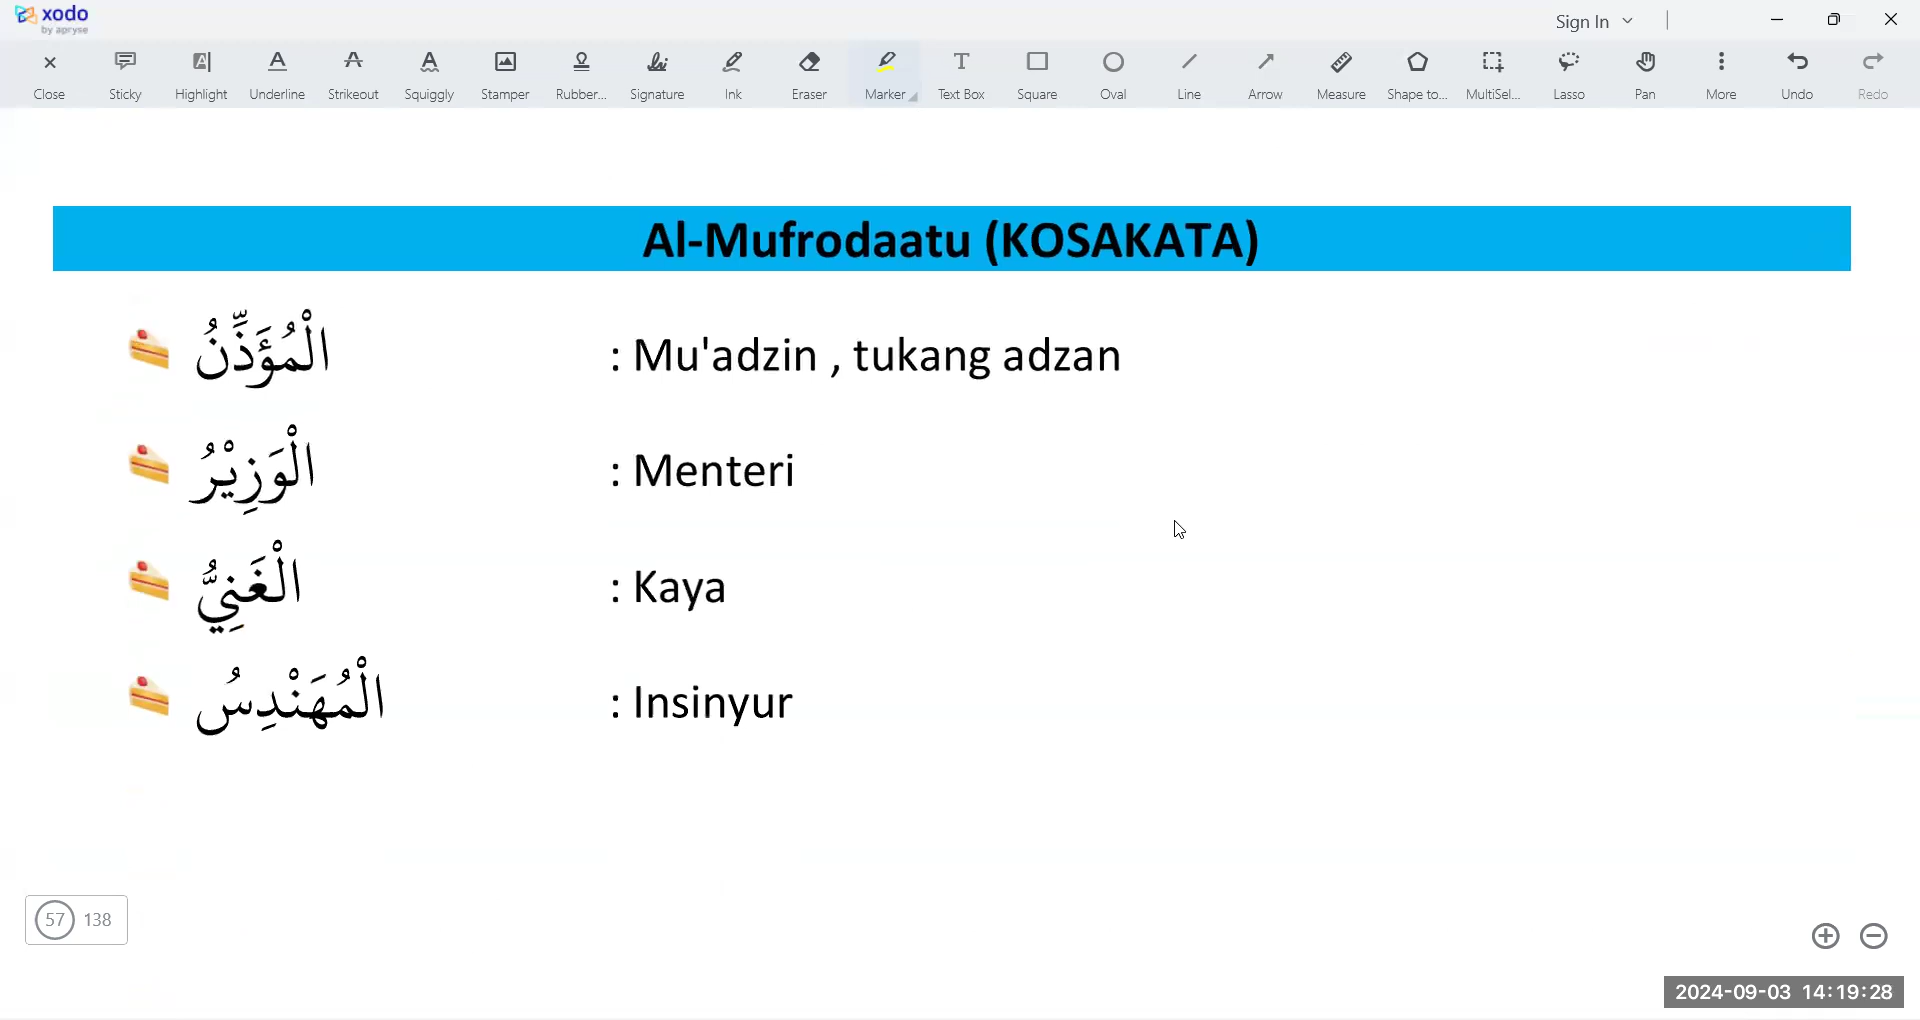 xodo
by apryse
Sign In
Close Sticky Highlight Underline Strikeout Squiggly Stamper Rubber... Signature Ink Eraser Marker Text Box Square Oval Line Arrow Measure Shape to... MultiSel... Lasso Pan More Undo Redo
Al-Mufrodaatu (KOSAKATA)
الْمُؤَذِّنُ : Mu'adzin , tukang adzan
الْوَزِيْرُ : Menteri
الْغَنِيُّ : Kaya
الْمُهَنْدِسُ : Insinyur
57 138
2024-09-03 14:19:28